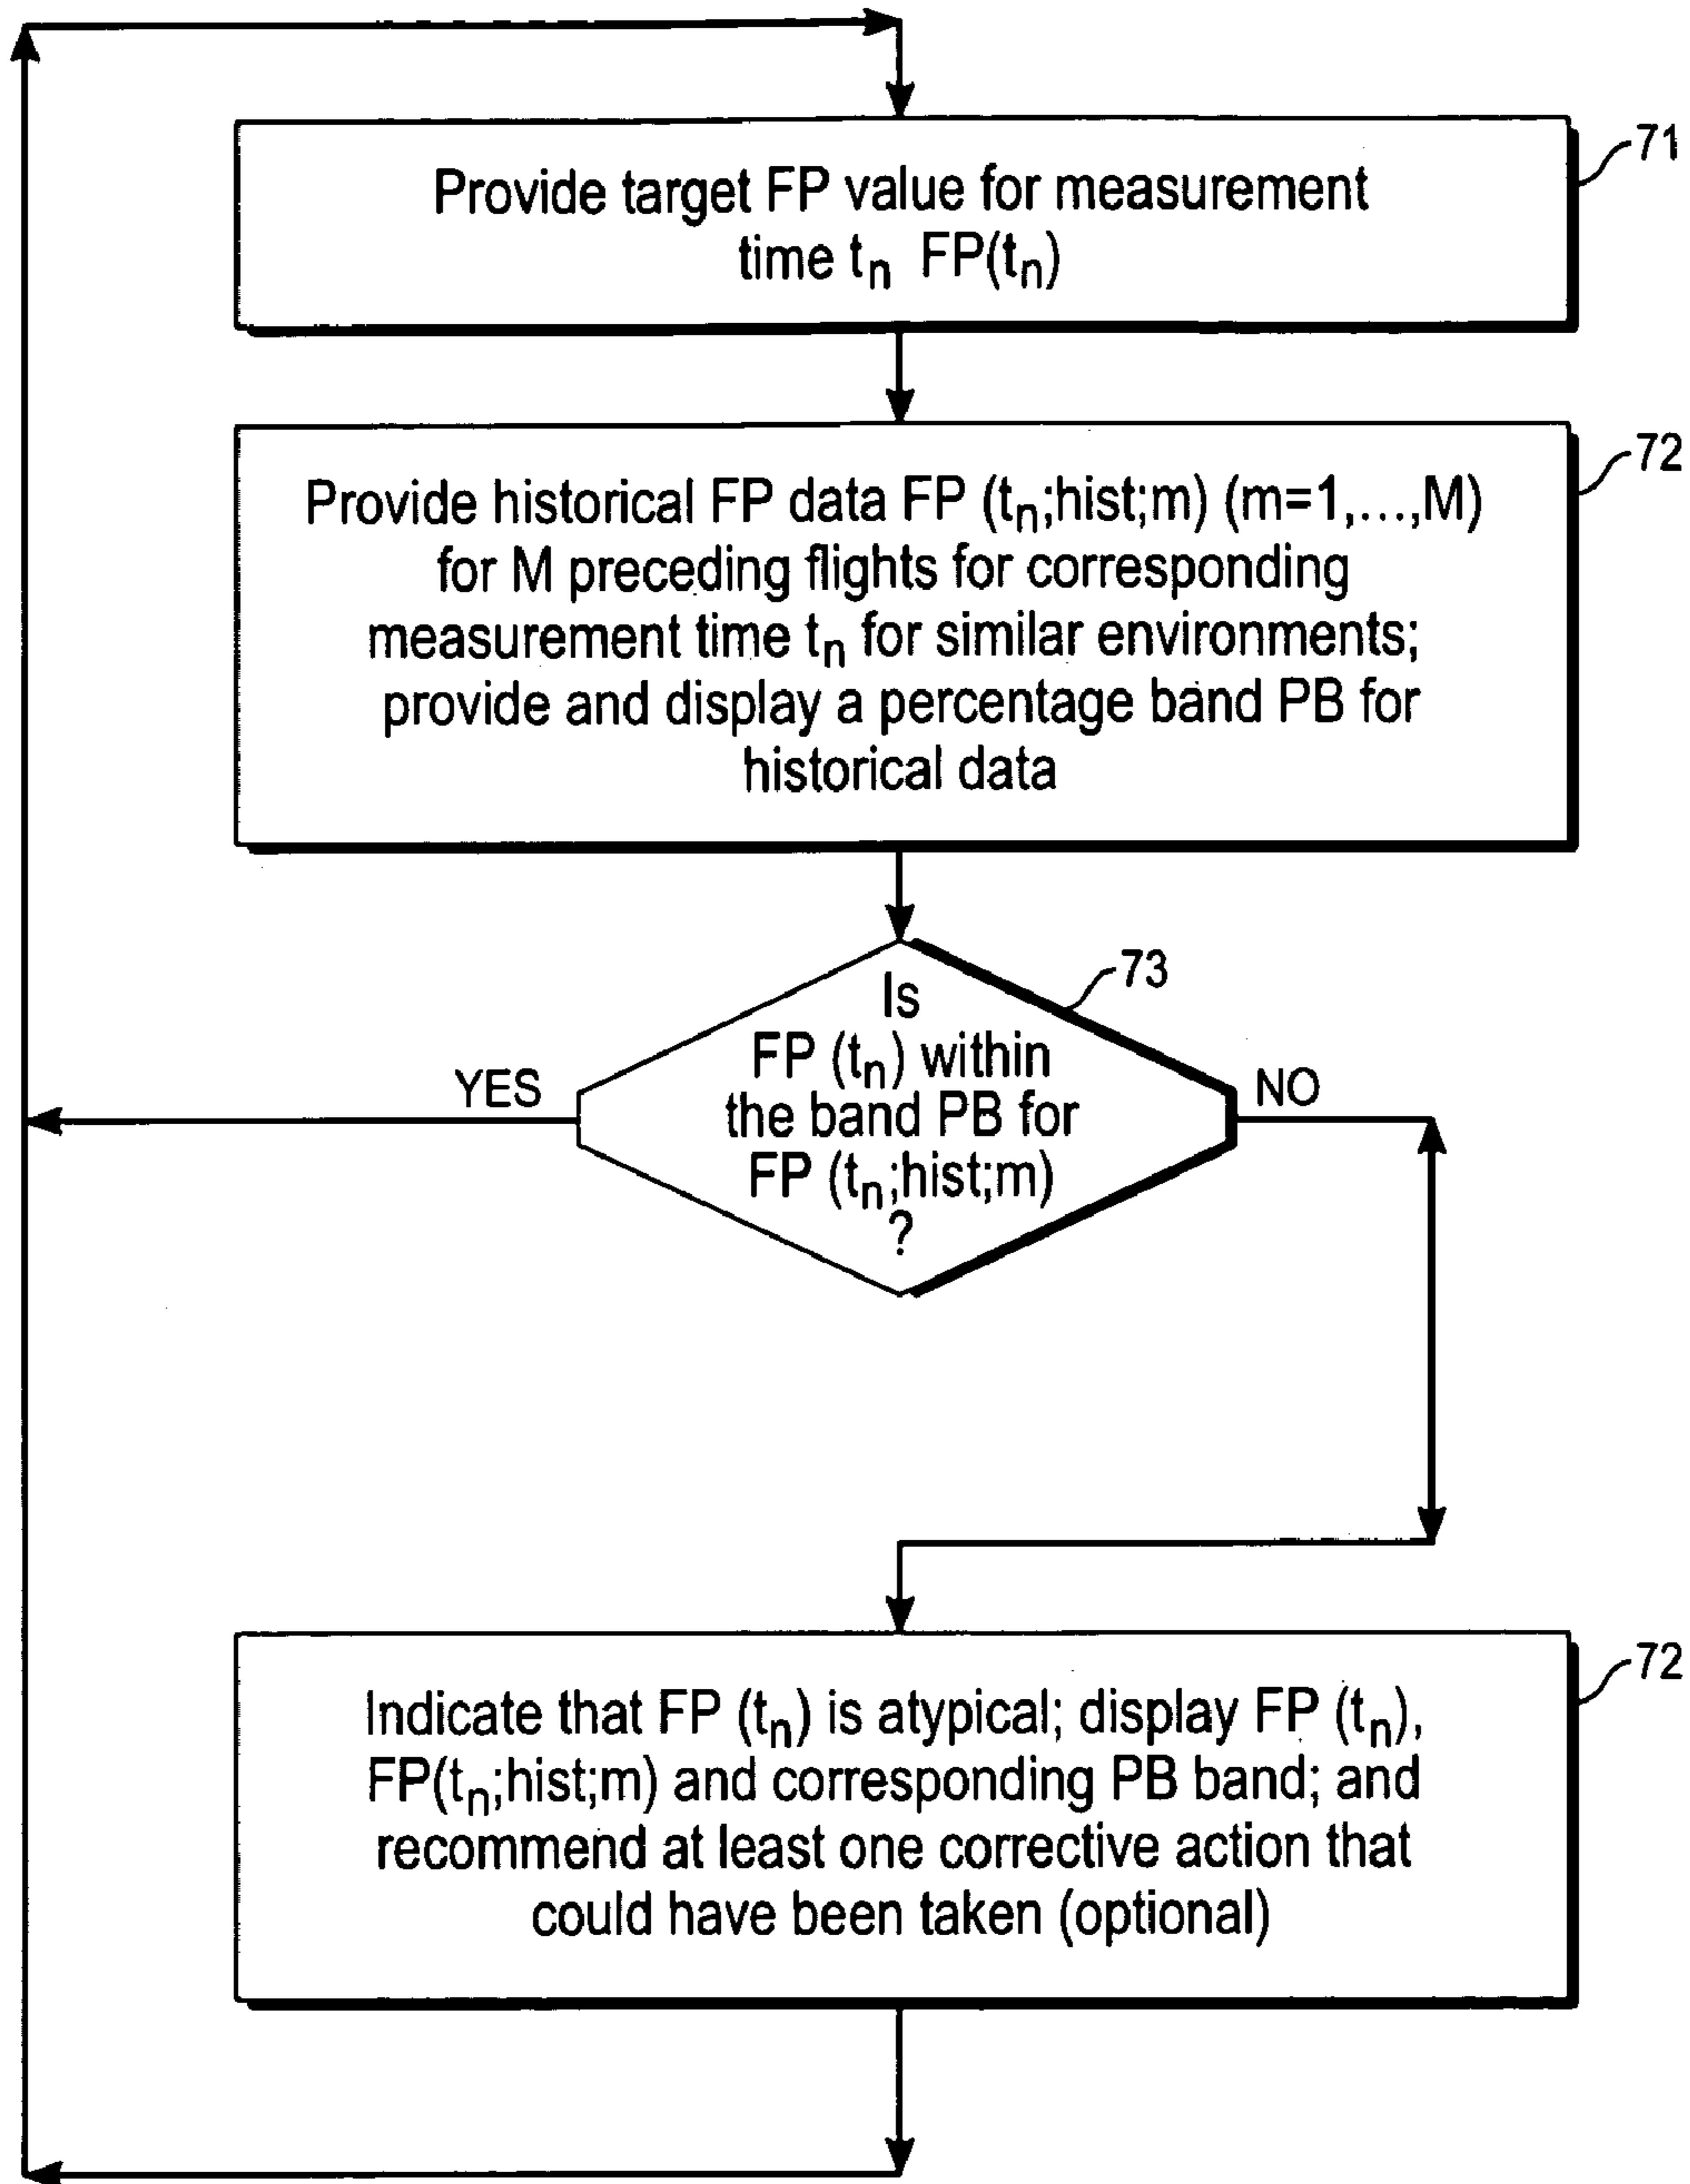 Provide target FP value for measurement
time tn FP(tn)
71
Provide historical FP data FP (tn;hist;m) (m=1,...,M)
for M preceding flights for corresponding
measurement time tn for similar environments;
provide and display a percentage band PB for
historical data
72
Is
FP (tn) within
the band PB for
FP (tn;hist;m)
?
73
YES
NO
Indicate that FP (tn) is atypical; display FP (tn),
FP(tn;hist;m) and corresponding PB band; and
recommend at least one corrective action that
could have been taken (optional)
72